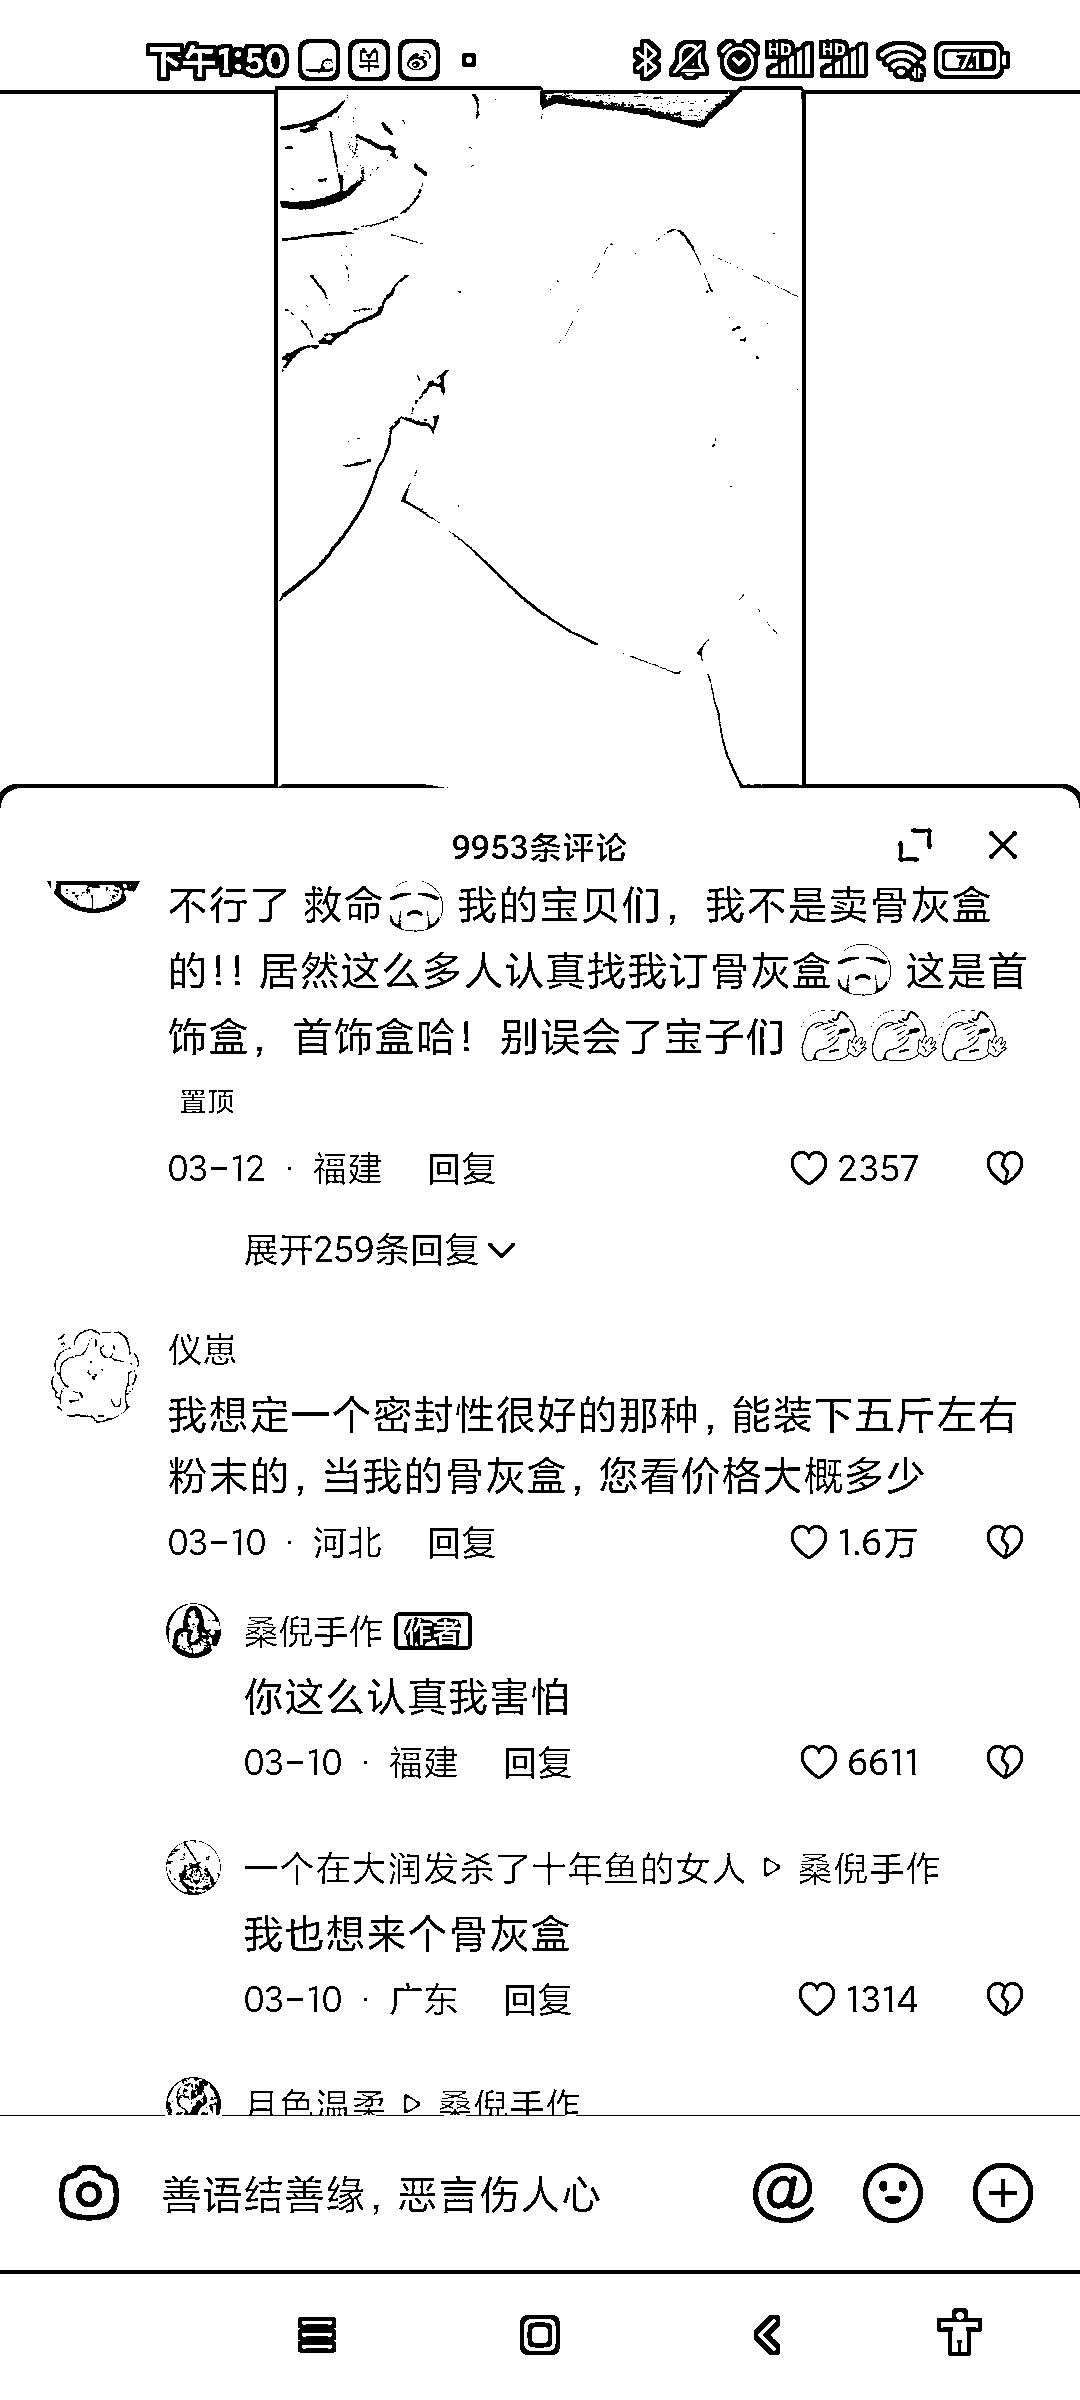 下午1:50
HD HD 71
9953条评论
不行了 救命 我的宝贝们，我不是卖骨灰盒
的!! 居然这么多人认真找我订骨灰盒 这是首
饰盒，首饰盒哈！别误会了宝子们
置顶
03-12 · 福建 回复 2357
展开259条回复
仪崽
我想定一个密封性很好的那种，能装下五斤左右
粉末的，当我的骨灰盒，您看价格大概多少
03-10 · 河北 回复 1.6万
桑倪手作 作者
你这么认真我害怕
03-10 · 福建 回复 6611
一个在大润发杀了十年鱼的女人 ▷ 桑倪手作
我也想来个骨灰盒
03-10 · 广东 回复 1314
月色温柔 ▷ 桑倪手作
善语结善缘，恶言伤人心